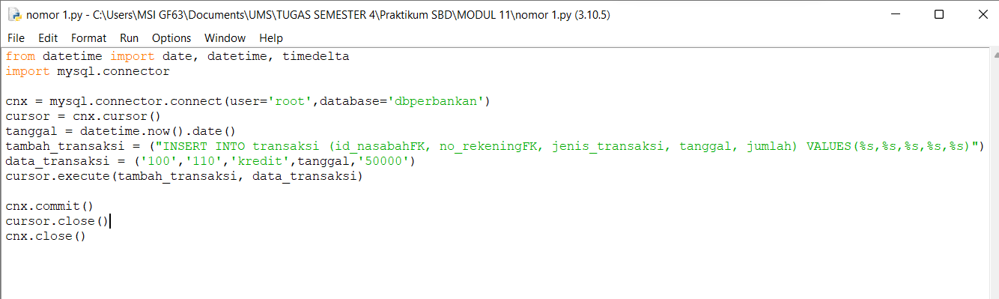 nomor 1.py - C:\Users\MSI GF63\Documents\UMS\TUGAS SEMESTER 4\Praktikum SBD\MODUL 11\nomor 1.py (3.10.5)
File Edit Format Run Options Window Help
from datetime import date, datetime, timedelta
import mysql.connector
cnx = mysql.connector.connect(user='root',database='dbperbankan')
cursor = cnx.cursor()
tanggal = datetime.now().date()
tambah_transaksi = ("INSERT INTO transaksi (id_nasabahFK, no_rekeningFK, jenis_transaksi, tanggal, jumlah) VALUES(%s,%s,%s,%s,%s)")
data_transaksi = ('100','110','kredit',tanggal,'50000')
cursor.execute(tambah_transaksi, data_transaksi)
cnx.commit()
cursor.close()
cnx.close()